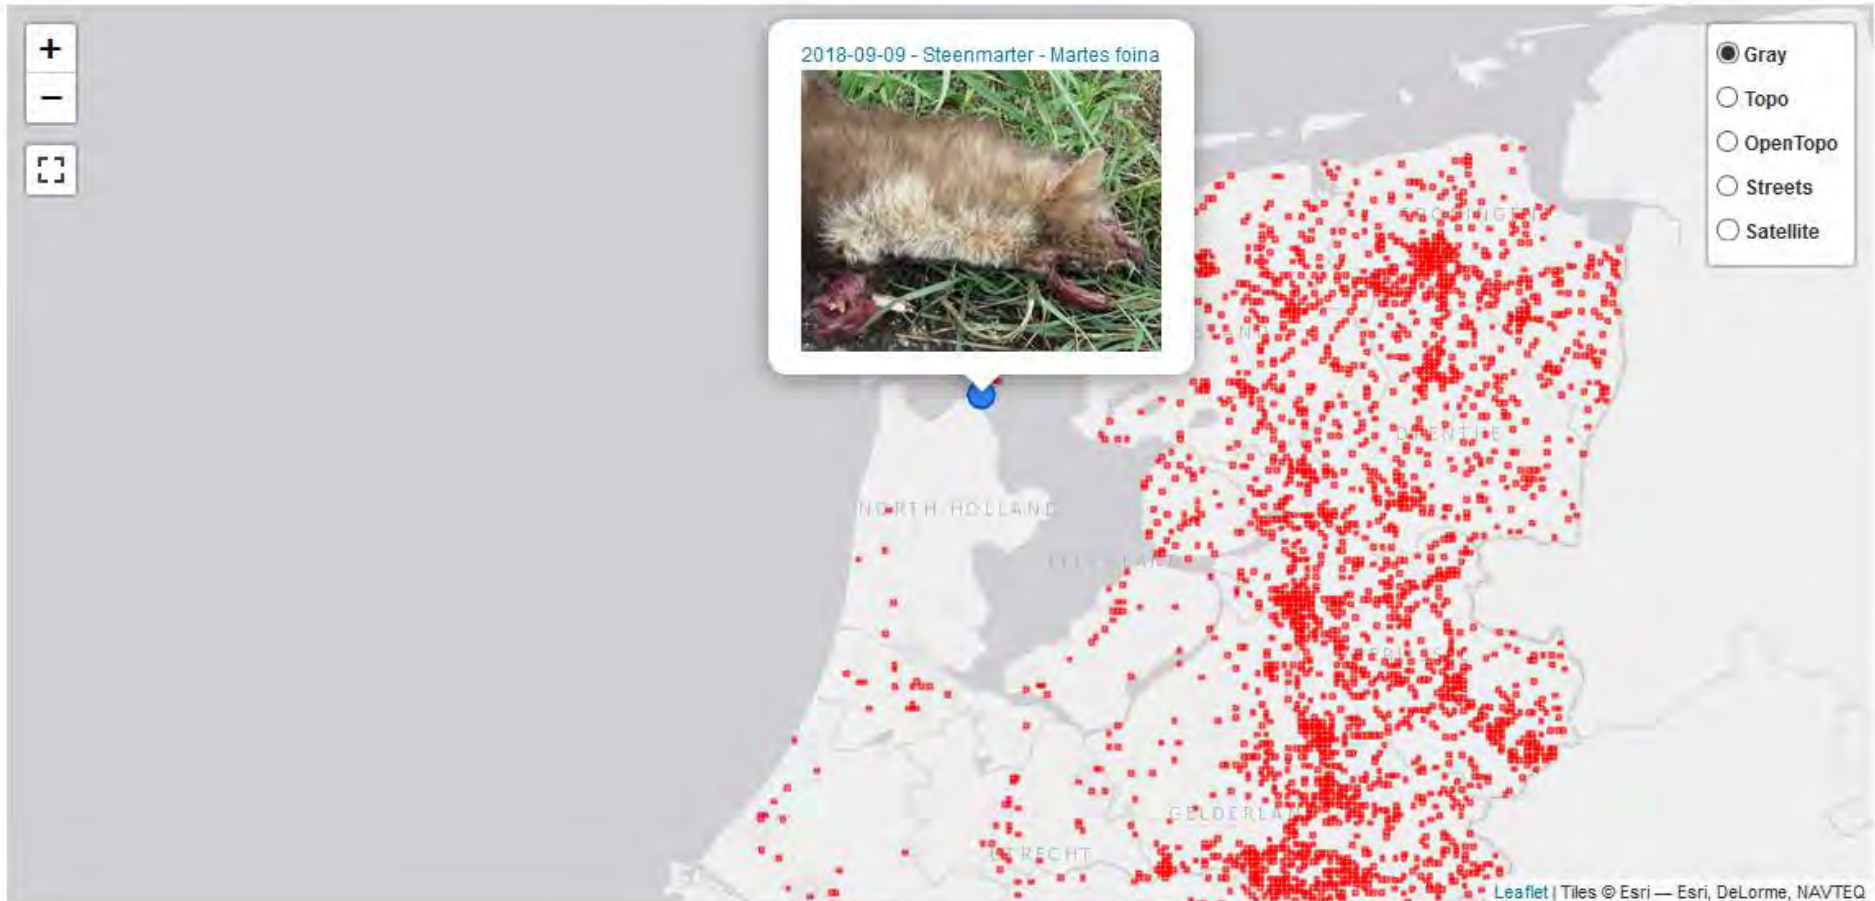 +
−
2018-09-09 - Steenmarter - Martes foina
Gray
Topo
OpenTopo
Streets
Satellite
NORTH HOLLAND
GELDERLAND
UTRECHT
Leaflet | Tiles © Esri — Esri, DeLorme, NAVTEQ